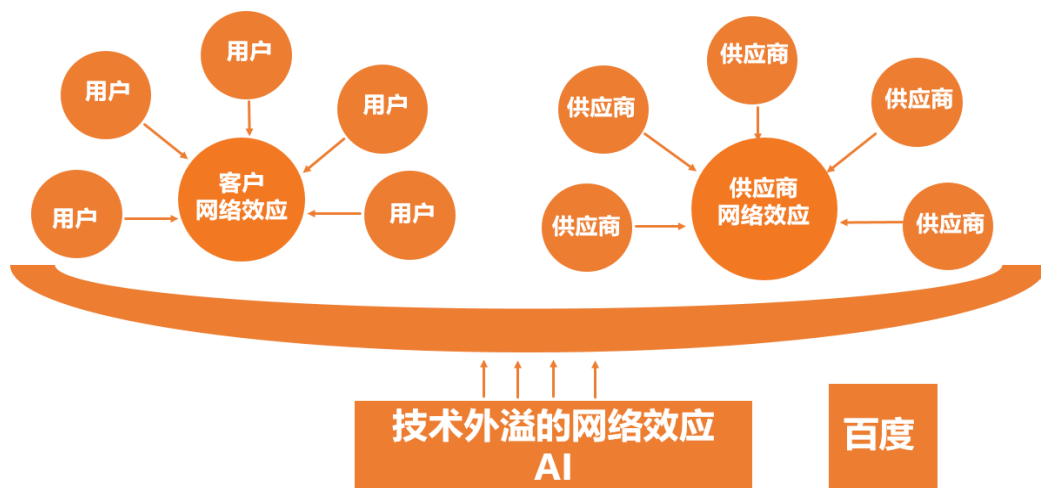 用户
用户
用户
用户
用户
客户
网络效应
供应商
供应商
供应商
供应商
供应商
供应商
网络效应
技术外溢的网络效应
AI
百度